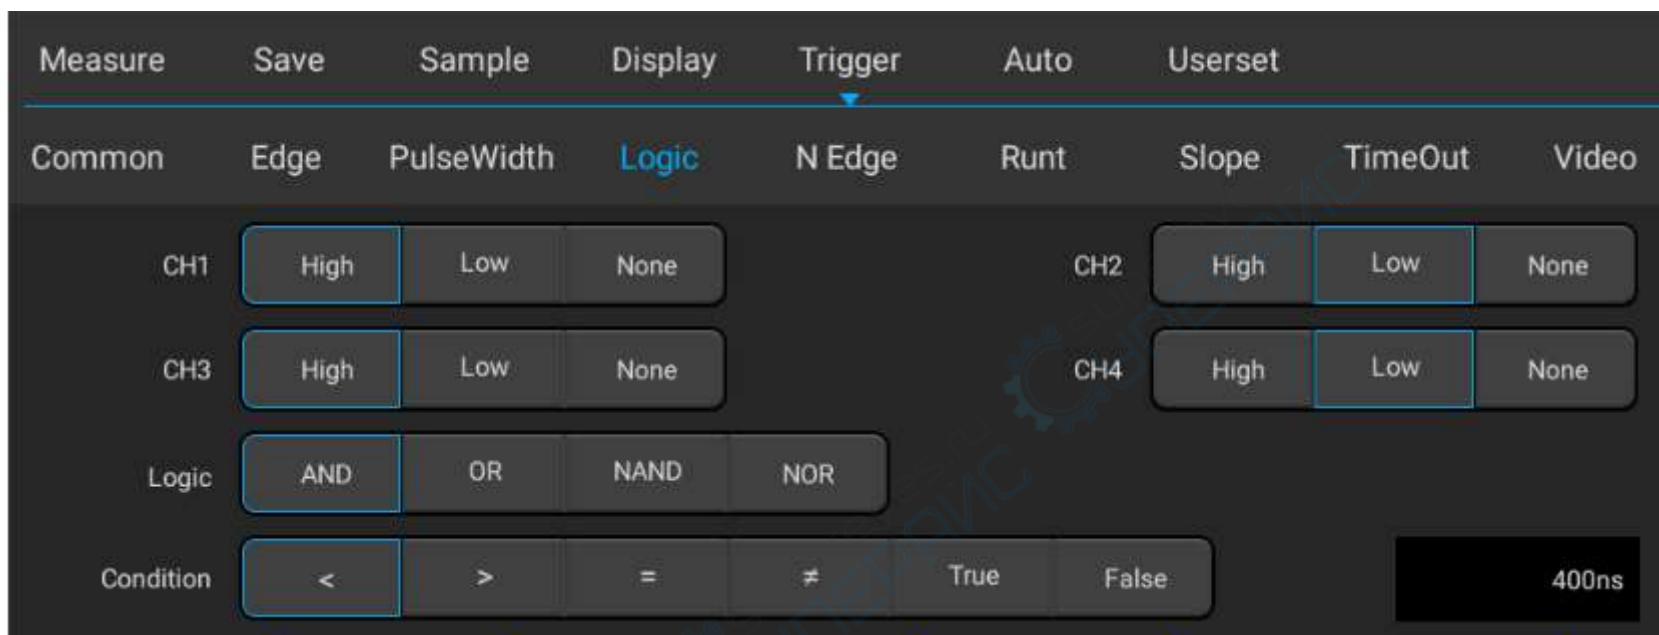 Measure Save Sample Display Trigger Auto Userset
Common Edge PulseWidth Logic N Edge Runt Slope TimeOut Video
CH1 High Low None CH2 High Low None
CH3 High Low None CH4 High Low None
Logic AND OR NAND NOR
Condition < > = ≠ True False 400ns